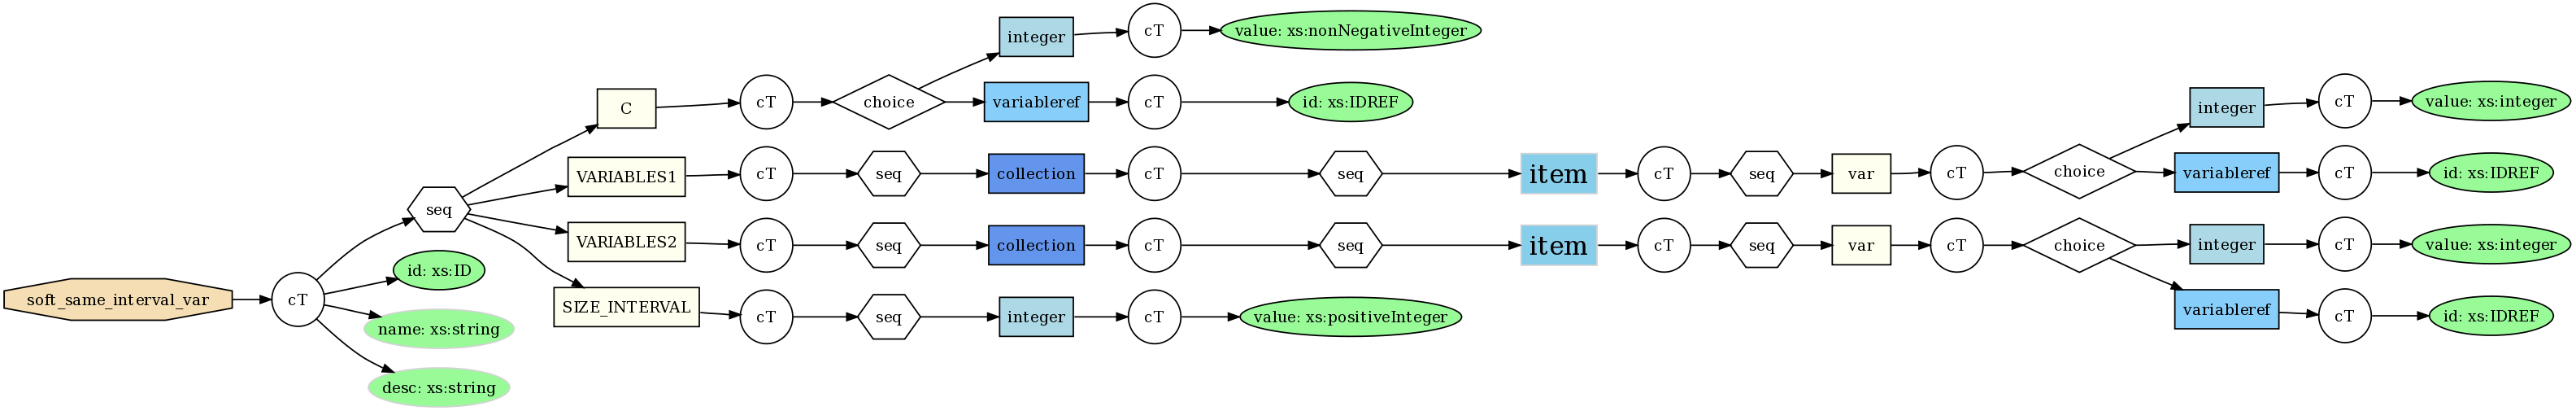 soft_same_interval_var
cT
seq
id: xs:ID
name: xs:string
desc: xs:string
C
cT
choice
integer
cT
value: xs:nonNegativeInteger
variableref
cT
id: xs:IDREF
VARIABLES1
cT
seq
collection
cT
seq
item
cT
seq
var
cT
choice
integer
cT
value: xs:integer
variableref
cT
id: xs:IDREF
VARIABLES2
cT
seq
collection
cT
seq
item
cT
seq
var
cT
choice
integer
cT
value: xs:integer
variableref
cT
id: xs:IDREF
SIZE_INTERVAL
cT
seq
integer
cT
value: xs:positiveInteger